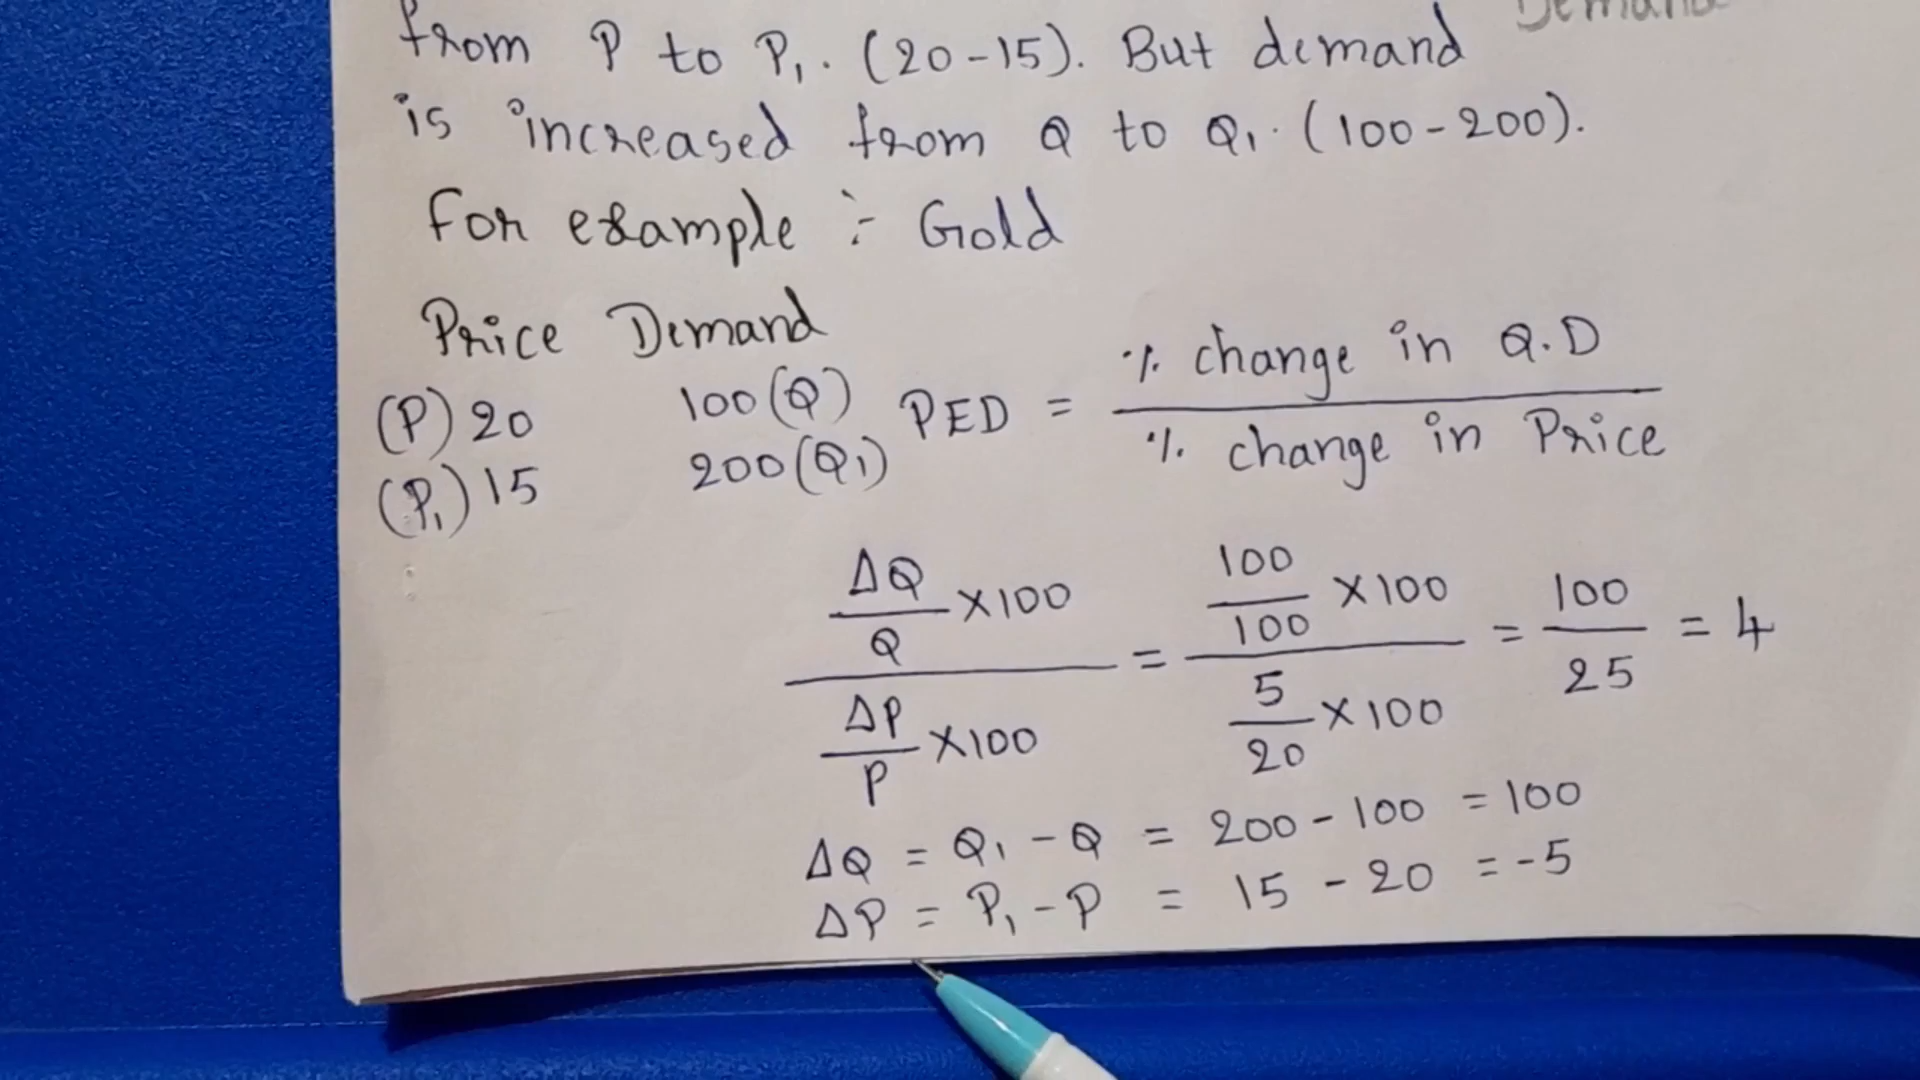 Demand
from P to P₁. (20-15). But demand
is increased from Q to Q₁. (100-200).
For example :- Gold
Price Demand
(P) 20 100(Q)
(P₁) 15 200(Q₁)
PED = % change in Q.D / % change in Price
ΔQ/Q ×100 / ΔP/P ×100 = 100/100 ×100 / 5/20 ×100 = 100/25 = 4
ΔQ = Q₁ - Q = 200 - 100 = 100
ΔP = P₁ - P = 15 - 20 = -5